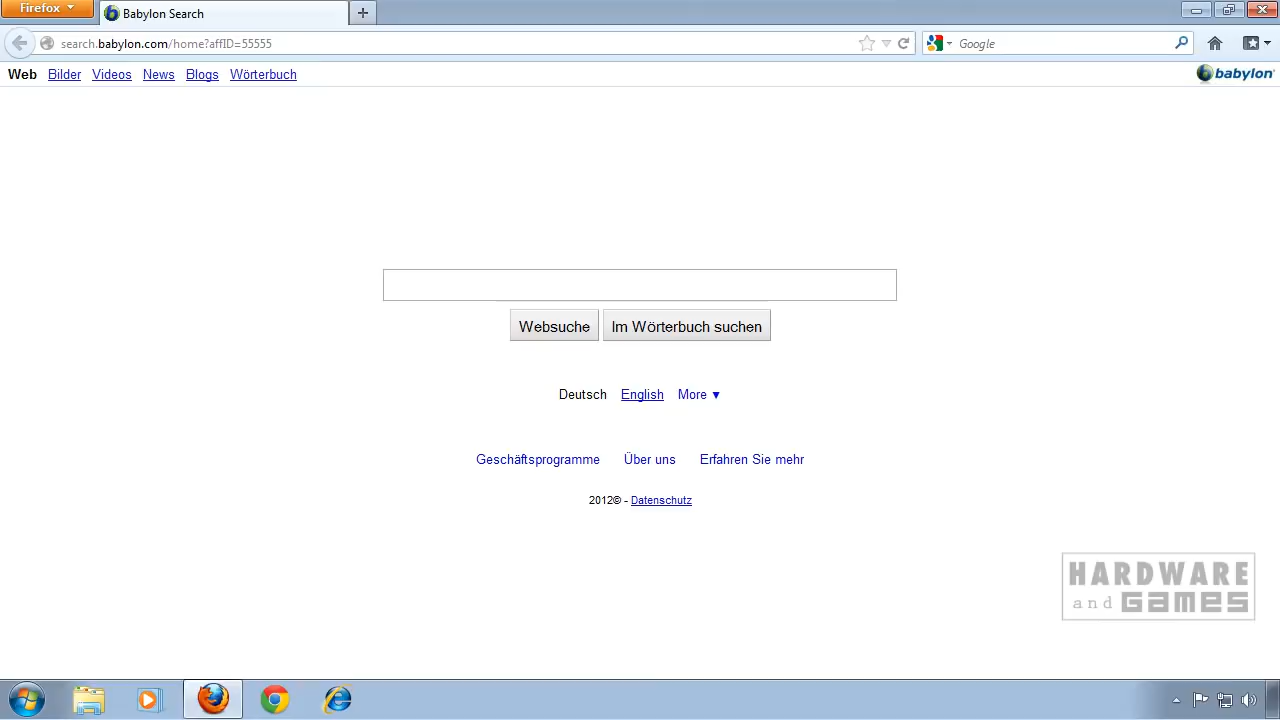 Firefox
Babylon Search
search.babylon.com/home?affID=55555
Google
Web Bilder Videos News Blogs Wörterbuch
babylon
Websuche Im Wörterbuch suchen
Deutsch English More ▼
Geschäftsprogramme Über uns Erfahren Sie mehr
2012© - Datenschutz
HARDWARE
and GAMES